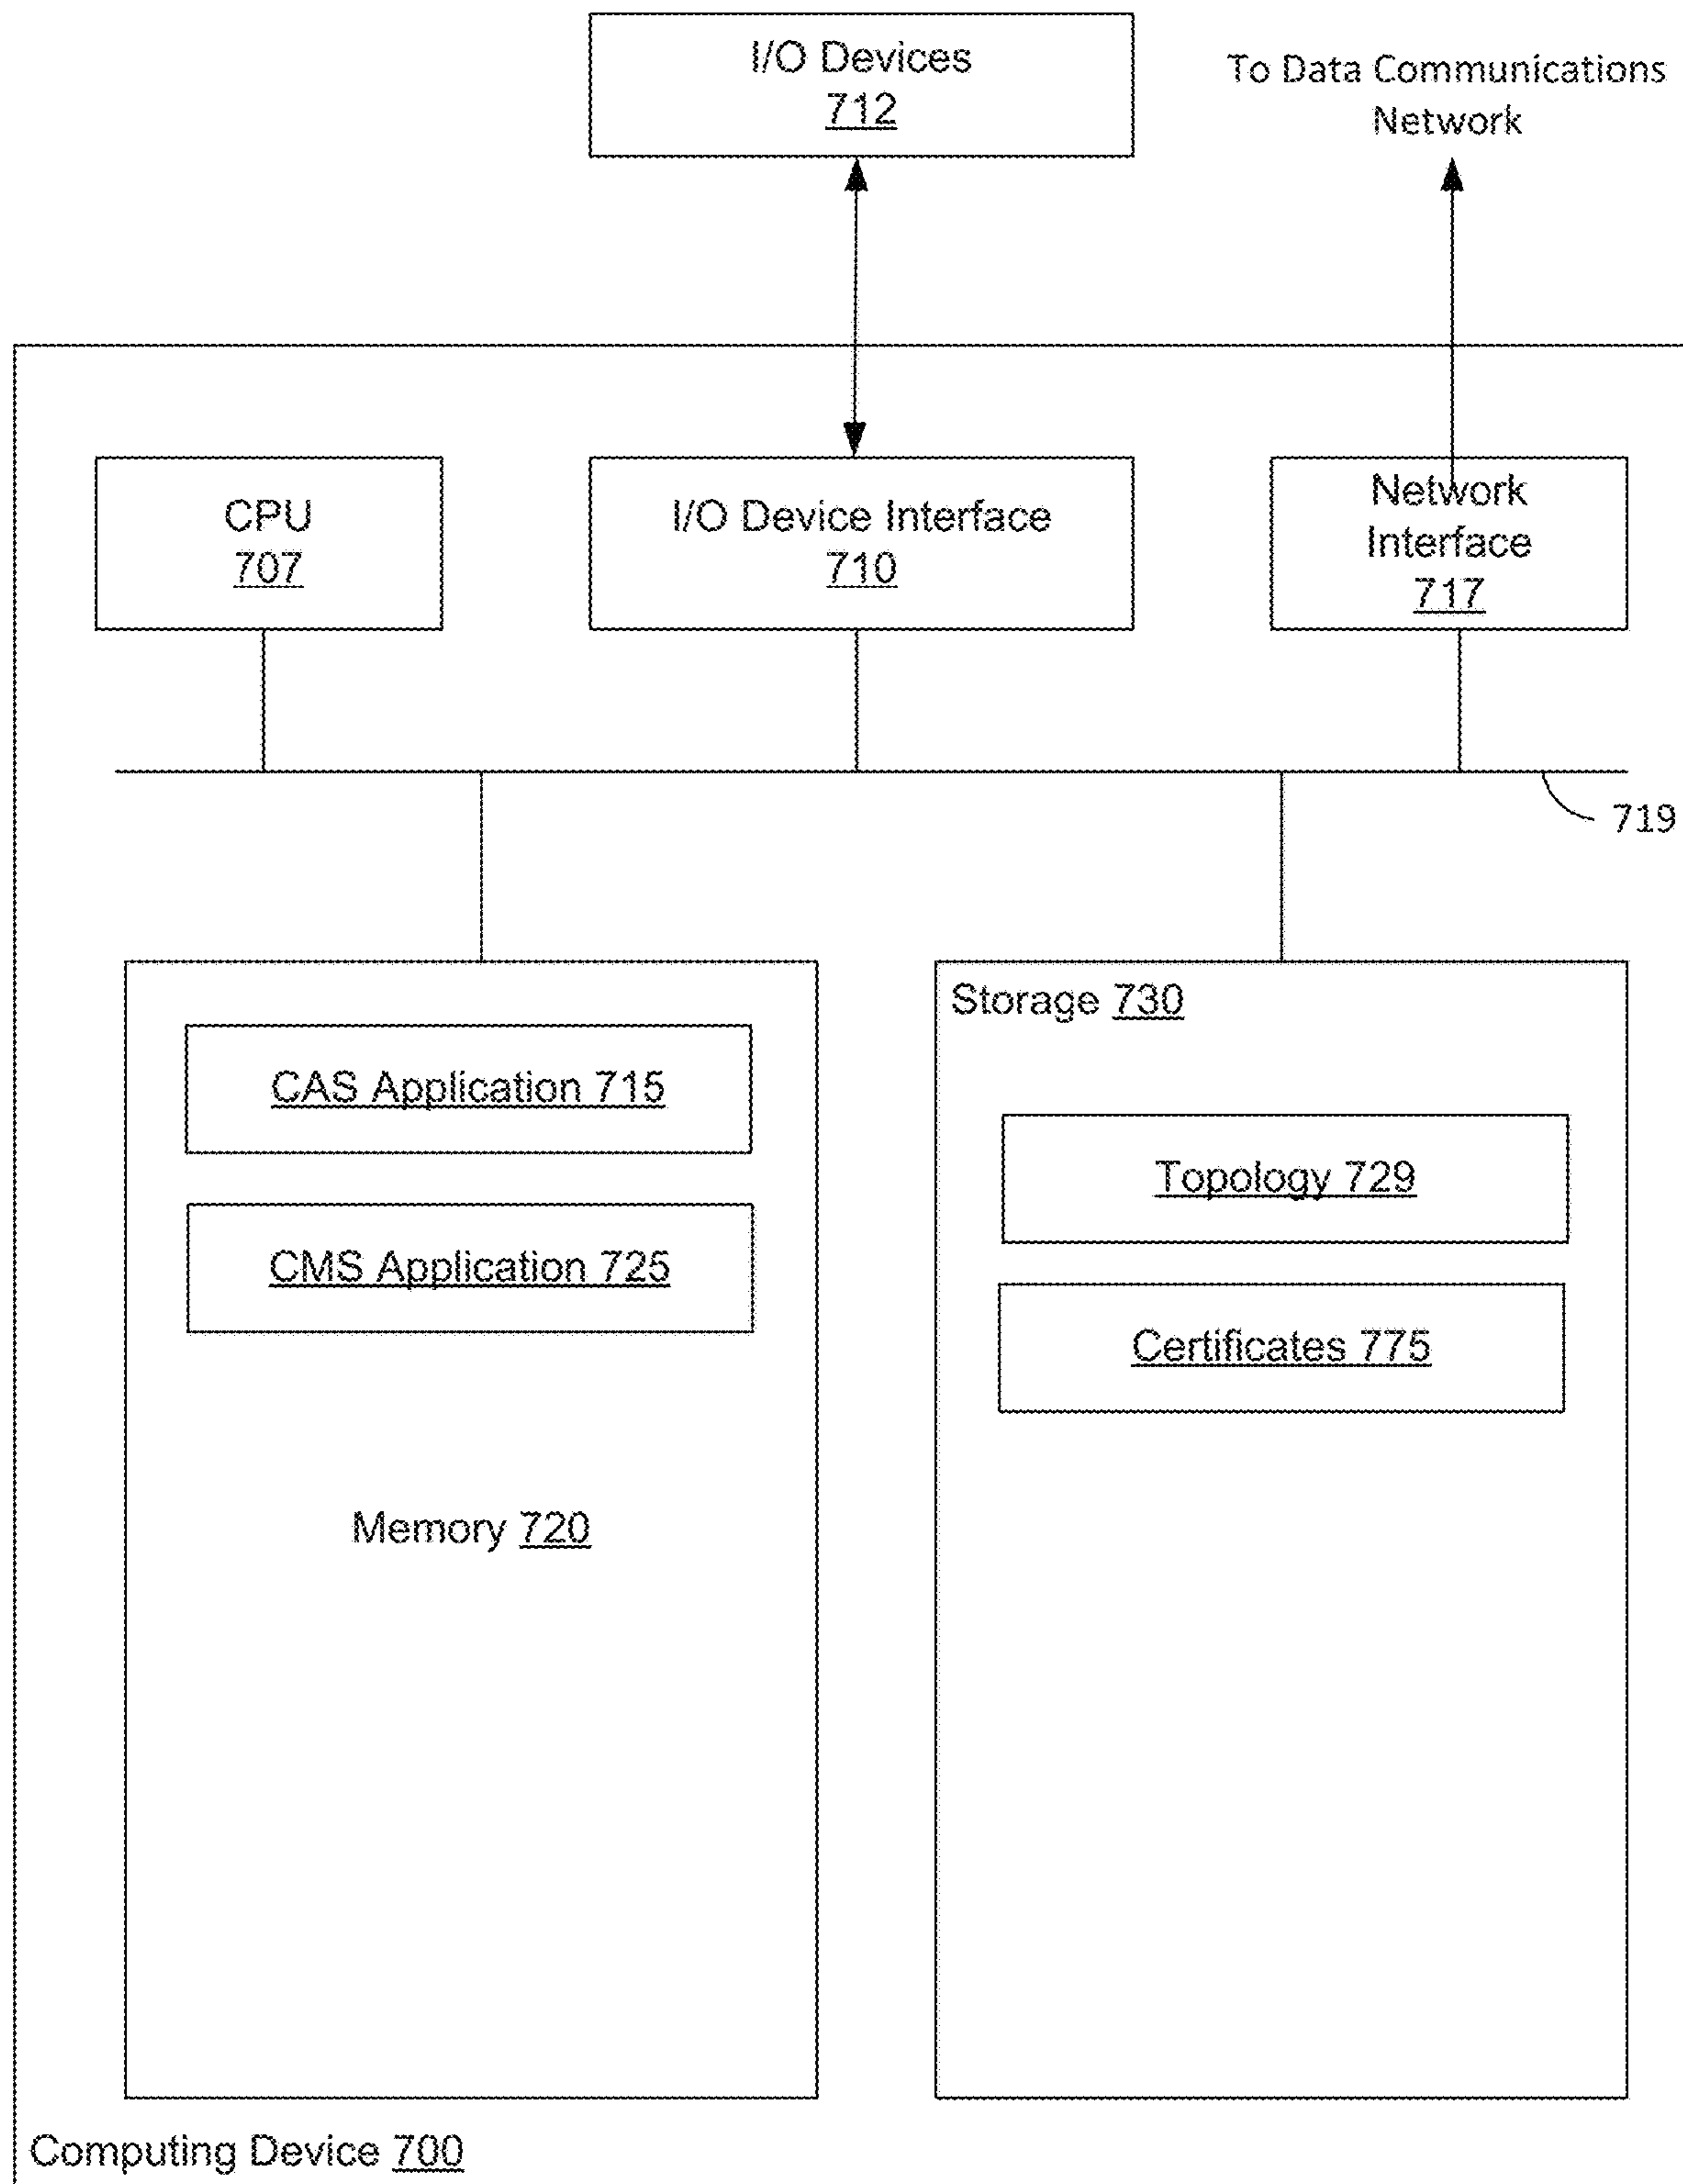 I/O Devices
712
To Data Communications
Network
CPU
707
I/O Device Interface
710
Network
Interface
717
719
CAS Application 715
CMS Application 725
Memory 720
Storage 730
Topology 729
Certificates 775
Computing Device 700